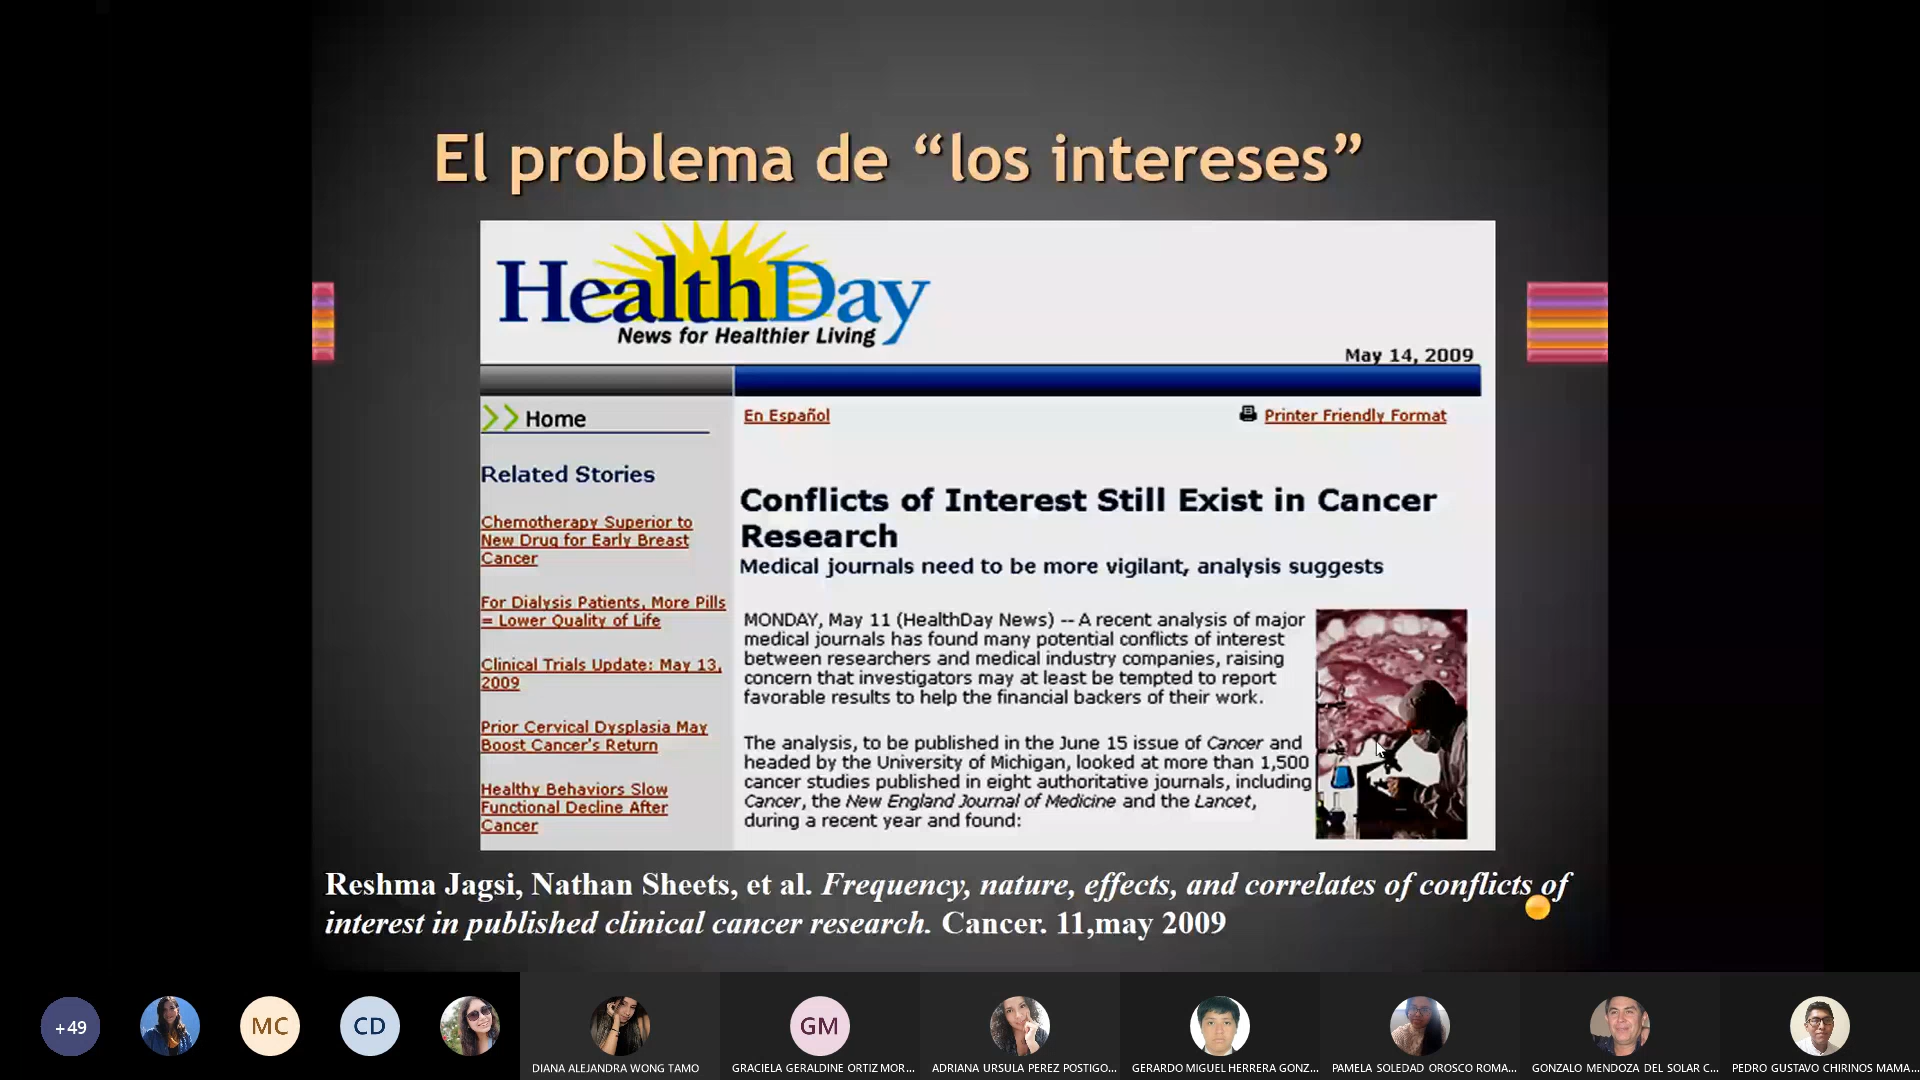 El problema de “los intereses”
HealthDay
News for Healthier Living
May 14, 2009
Home
En Español
Printer Friendly Format
Related Stories
Chemotherapy Superior to
New Drug for Early Breast
Cancer
For Dialysis Patients, More Pills
= Lower Quality of Life
Clinical Trials Update: May 13,
2009
Prior Cervical Dysplasia May
Boost Cancer's Return
Healthy Behaviors Slow
Functional Decline After
Cancer
Conflicts of Interest Still Exist in Cancer
Research
Medical journals need to be more vigilant, analysis suggests
MONDAY, May 11 (HealthDay News) -- A recent analysis of major
medical journals has found many potential conflicts of interest
between researchers and medical industry companies, raising
concern that investigators may at least be tempted to report
favorable results to help the financial backers of their work.
The analysis, to be published in the June 15 issue of Cancer and
headed by the University of Michigan, looked at more than 1,500
cancer studies published in eight authoritative journals, including
Cancer, the New England Journal of Medicine and the Lancet,
during a recent year and found:
Reshma Jagsi, Nathan Sheets, et al. Frequency, nature, effects, and correlates of conflicts of
interest in published clinical cancer research. Cancer. 11,may 2009
+49
MC
CD
GM
DIANA ALEJANDRA WONG TAMO
GRACIELA GERALDINE ORTIZ MOR...
ADRIANA URSULA PEREZ POSTIGO...
GERARDO MIGUEL HERRERA GONZ...
PAMELA SOLEDAD OROSCO ROMA...
GONZALO MENDOZA DEL SOLAR C...
PEDRO GUSTAVO CHIRINOS MAMA...